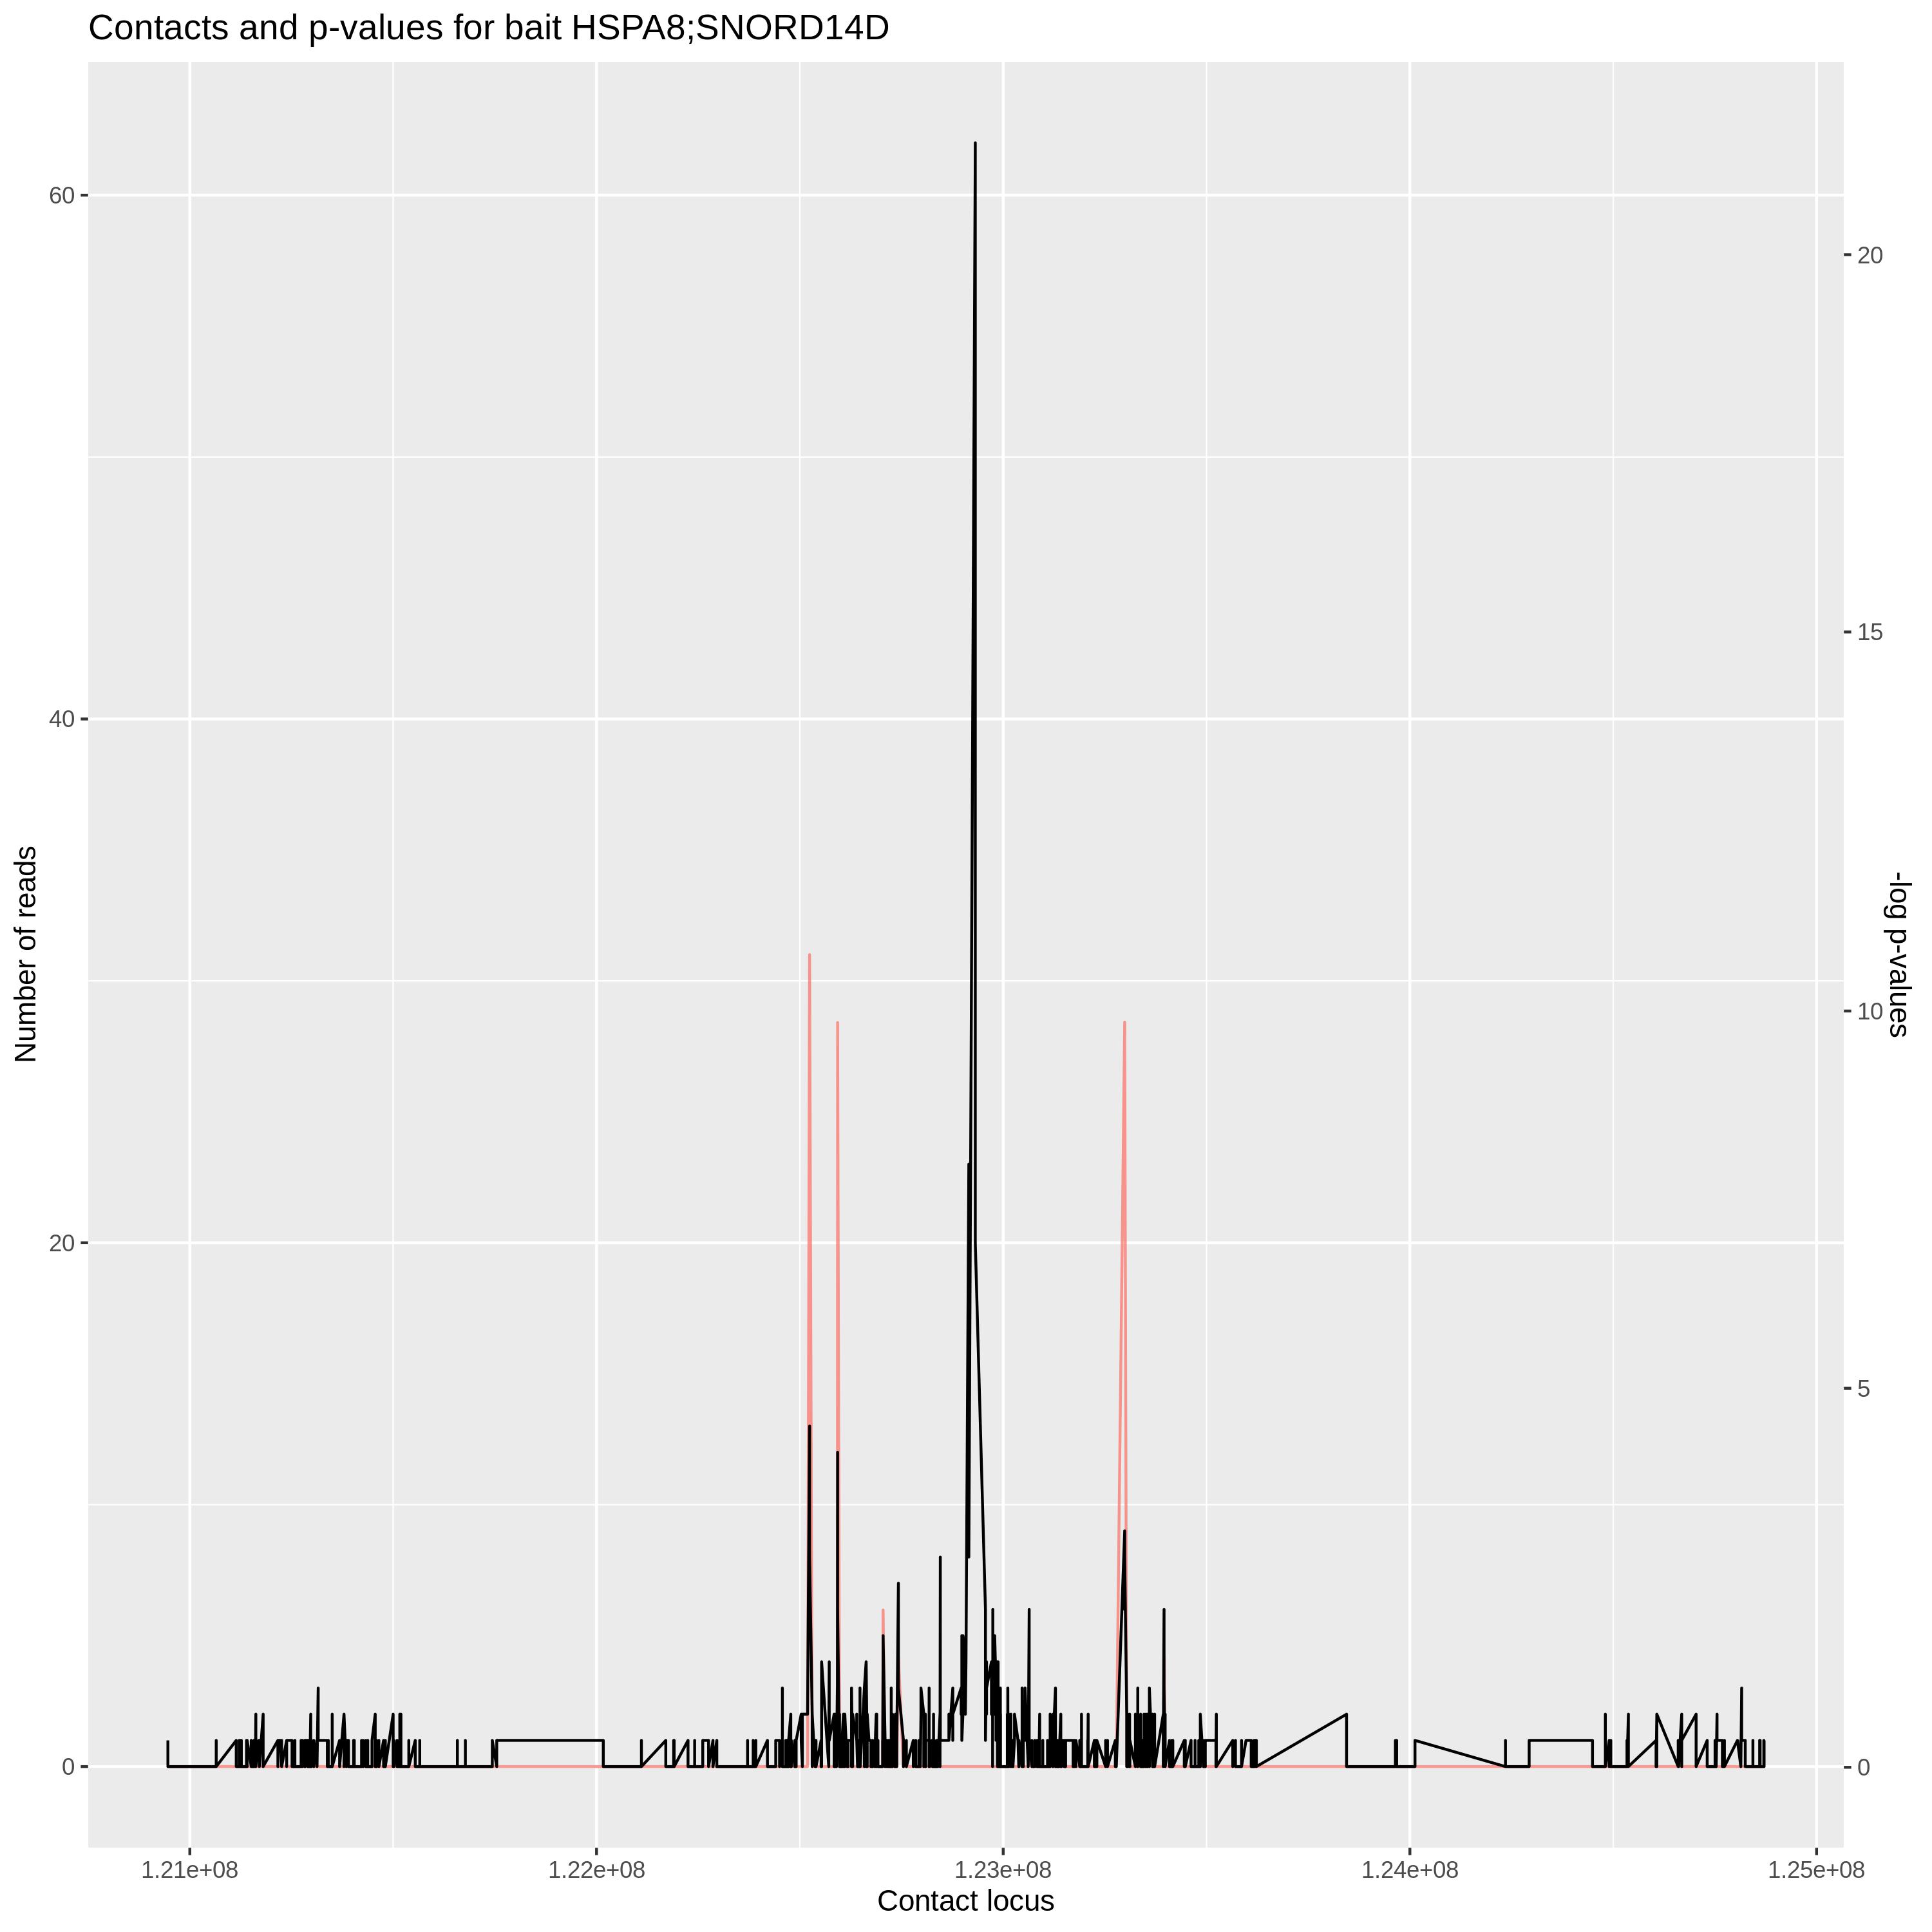 Contacts and p-values for bait HSPA8;SNORD14D
60
40
20
0
Number of reads
20
15
10
5
0
-log p-values
1.21e+08
1.22e+08
1.23e+08
1.24e+08
1.25e+08
Contact locus